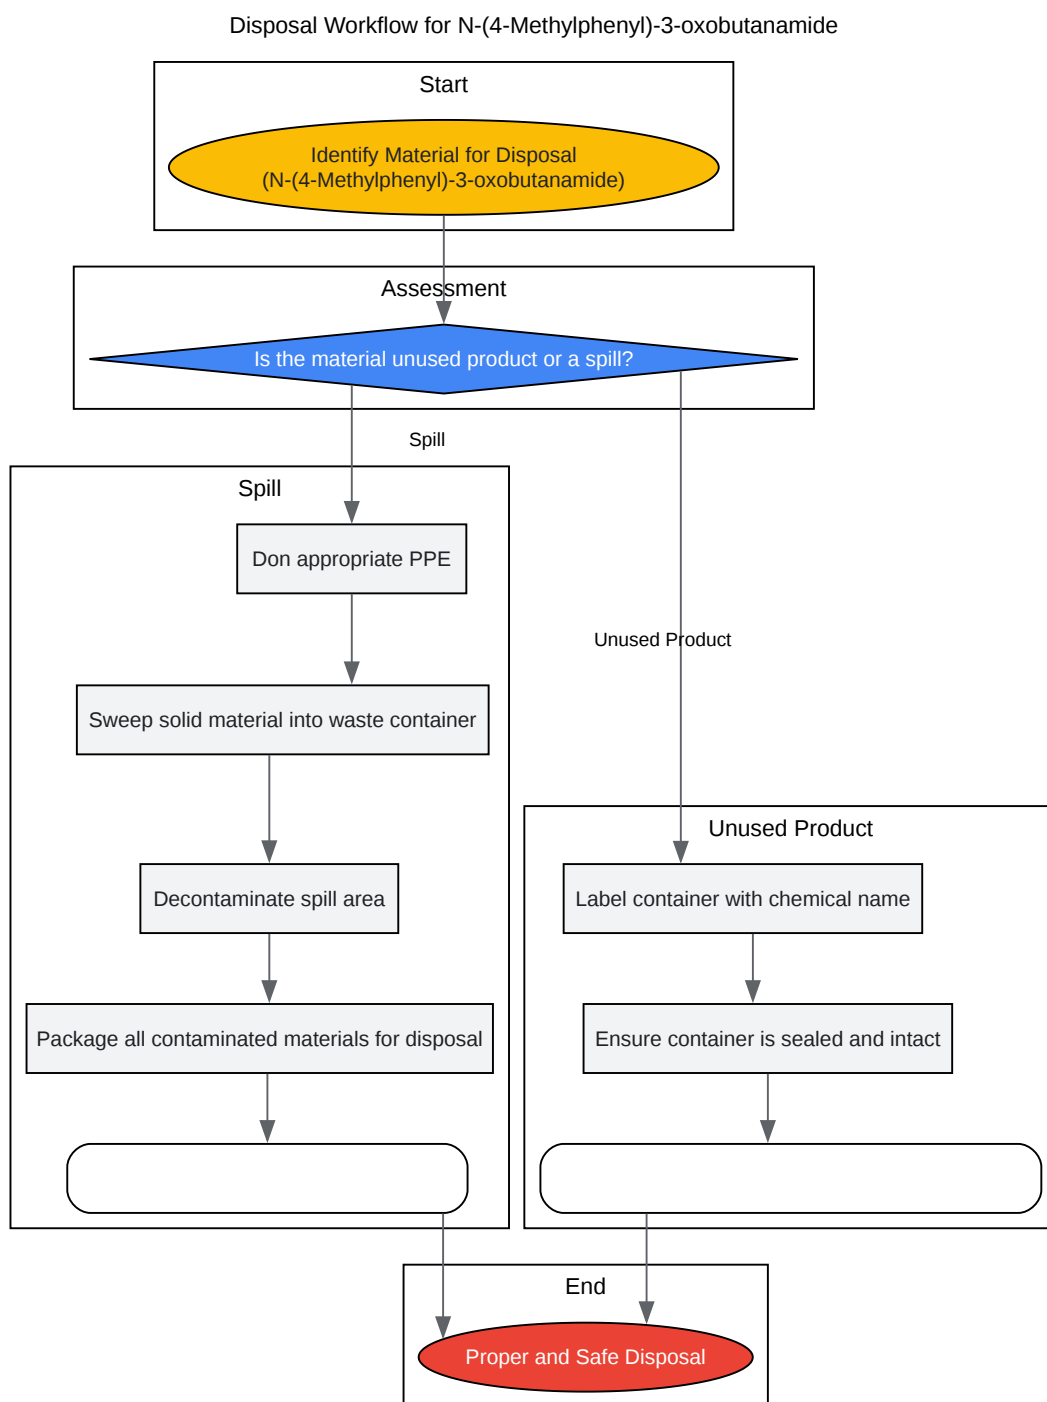 Disposal Workflow for N-(4-Methylphenyl)-3-oxobutanamide
Start
Identify Material for Disposal
(N-(4-Methylphenyl)-3-oxobutanamide)
Assessment
Is the material unused product or a spill?
Spill
Spill
Don appropriate PPE
Unused Product
Sweep solid material into waste container
Unused Product
Decontaminate spill area
Label container with chemical name
Package all contaminated materials for disposal
Ensure container is sealed and intact
End
Proper and Safe Disposal